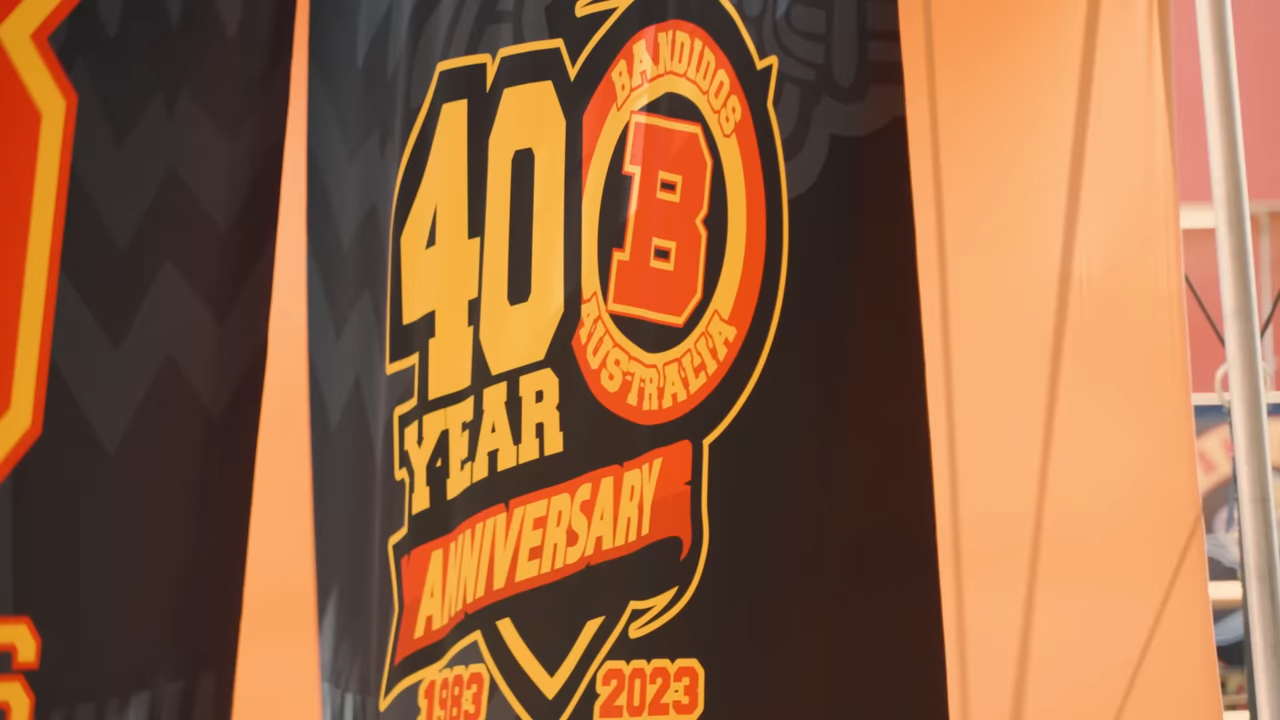 40
BANDIDOS
B
AUSTRALIA
YEAR
ANNIVERSARY
1983 2023